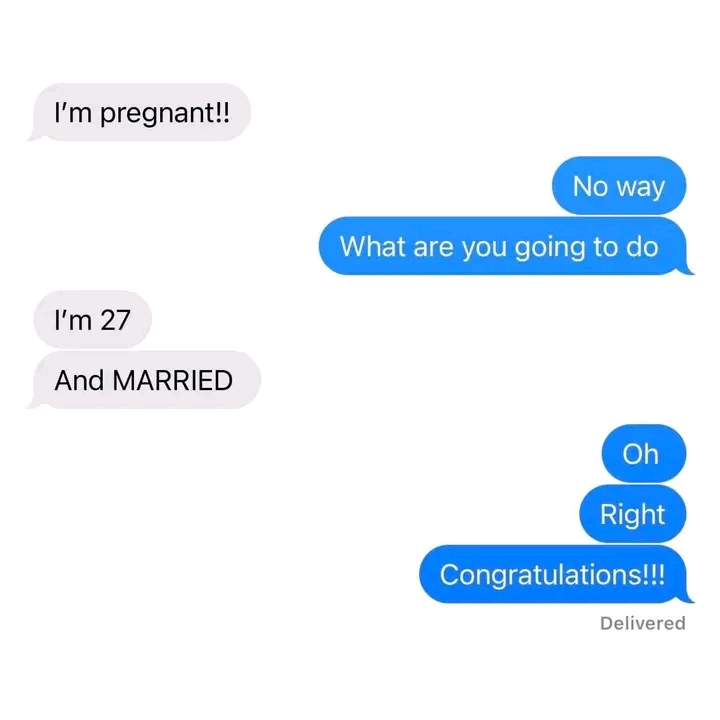 I’m pregnant!!
No way
What are you going to do
I’m 27
And MARRIED
Oh
Right
Congratulations!!!
Delivered